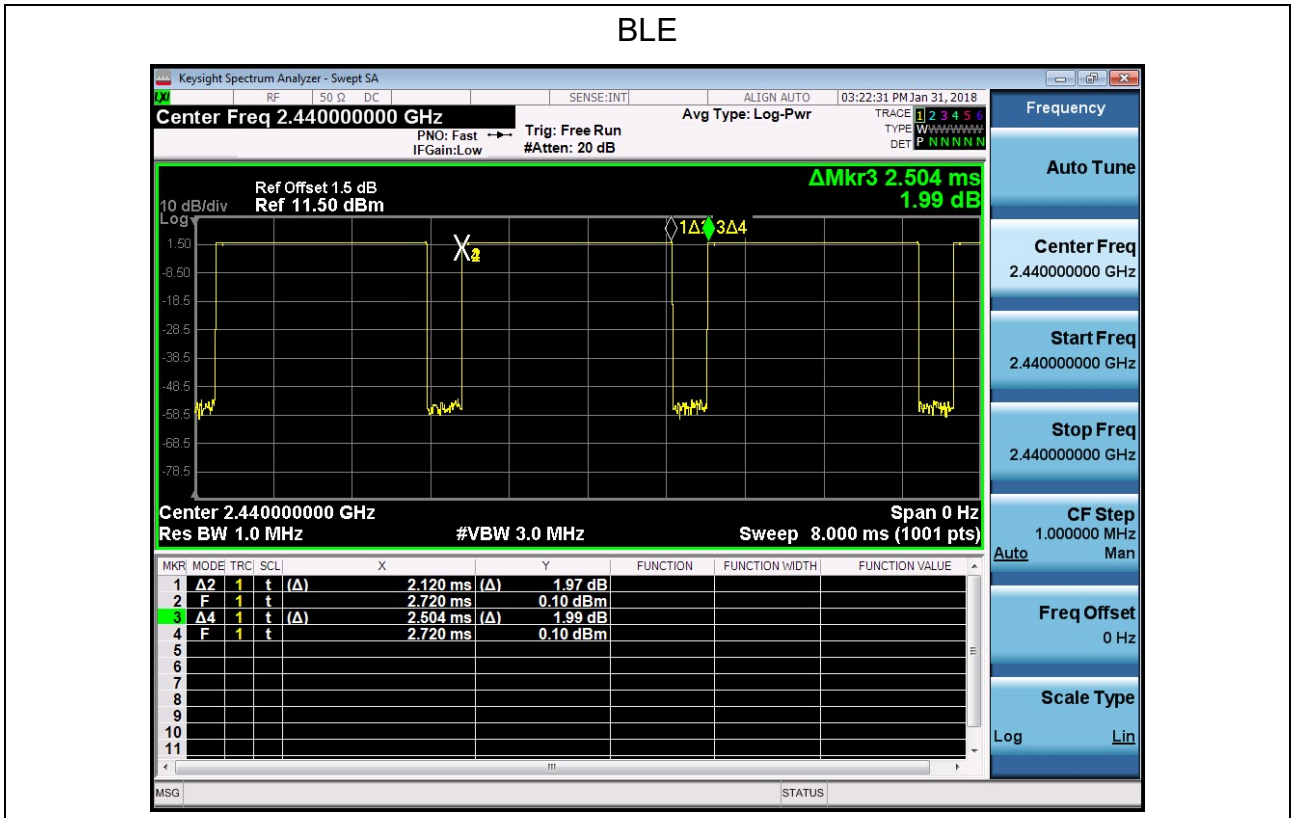 BLE
Keysight Spectrum Analyzer - Swept SA
LXI RF 50 Ω DC SENSE:INT ALIGN AUTO 03:22:31 PM Jan 31, 2018
Center Freq 2.440000000 GHz
PNO: Fast
IFGain:Low
Trig: Free Run
#Atten: 20 dB
Avg Type: Log-Pwr
TRACE 1 2 3 4 5 6
TYPE WWWWWWW
DET P N N N N N
ΔMkr3 2.504 ms
1.99 dB
Ref Offset 1.5 dB
10 dB/div Ref 11.50 dBm
Log
1.50
-8.50
-18.5
-28.5
-38.5
-48.5
-58.5
-68.5
-78.5
3Δ4
Center 2.440000000 GHz Span 0 Hz
Res BW 1.0 MHz #VBW 3.0 MHz Sweep 8.000 ms (1001 pts)
MKR MODE TRC SCL X Y FUNCTION FUNCTION WIDTH FUNCTION VALUE
1 Δ2 1 t (Δ) 2.120 ms (Δ) 1.97 dB
2 F 1 t 2.720 ms 0.10 dBm
3 Δ4 1 t (Δ) 2.504 ms (Δ) 1.99 dB
4 F 1 t 2.720 ms 0.10 dBm
5
6
7
8
9
10
11
MSG STATUS
Frequency
Auto Tune
Center Freq
2.440000000 GHz
Start Freq
2.440000000 GHz
Stop Freq
2.440000000 GHz
CF Step
1.000000 MHz
Auto Man
Freq Offset
0 Hz
Scale Type
Log Lin